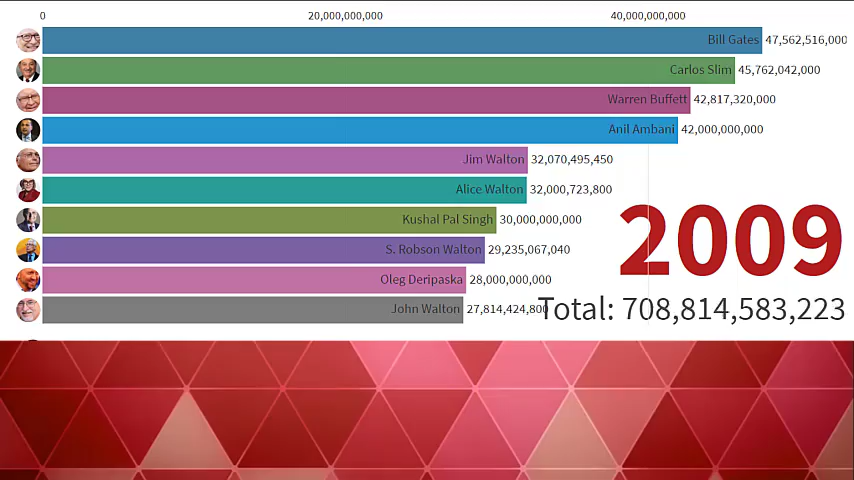 0 20,000,000,000 40,000,000,000
Bill Gates 47,562,516,000
Carlos Slim 45,762,042,000
Warren Buffett 42,817,320,000
Anil Ambani 42,000,000,000
Jim Walton 32,070,495,450
Alice Walton 32,000,723,800
Kushal Pal Singh 30,000,000,000
S. Robson Walton 29,235,067,040
Oleg Deripaska 28,000,000,000
John Walton 27,814,424,800
2009
Total: 708,814,583,223